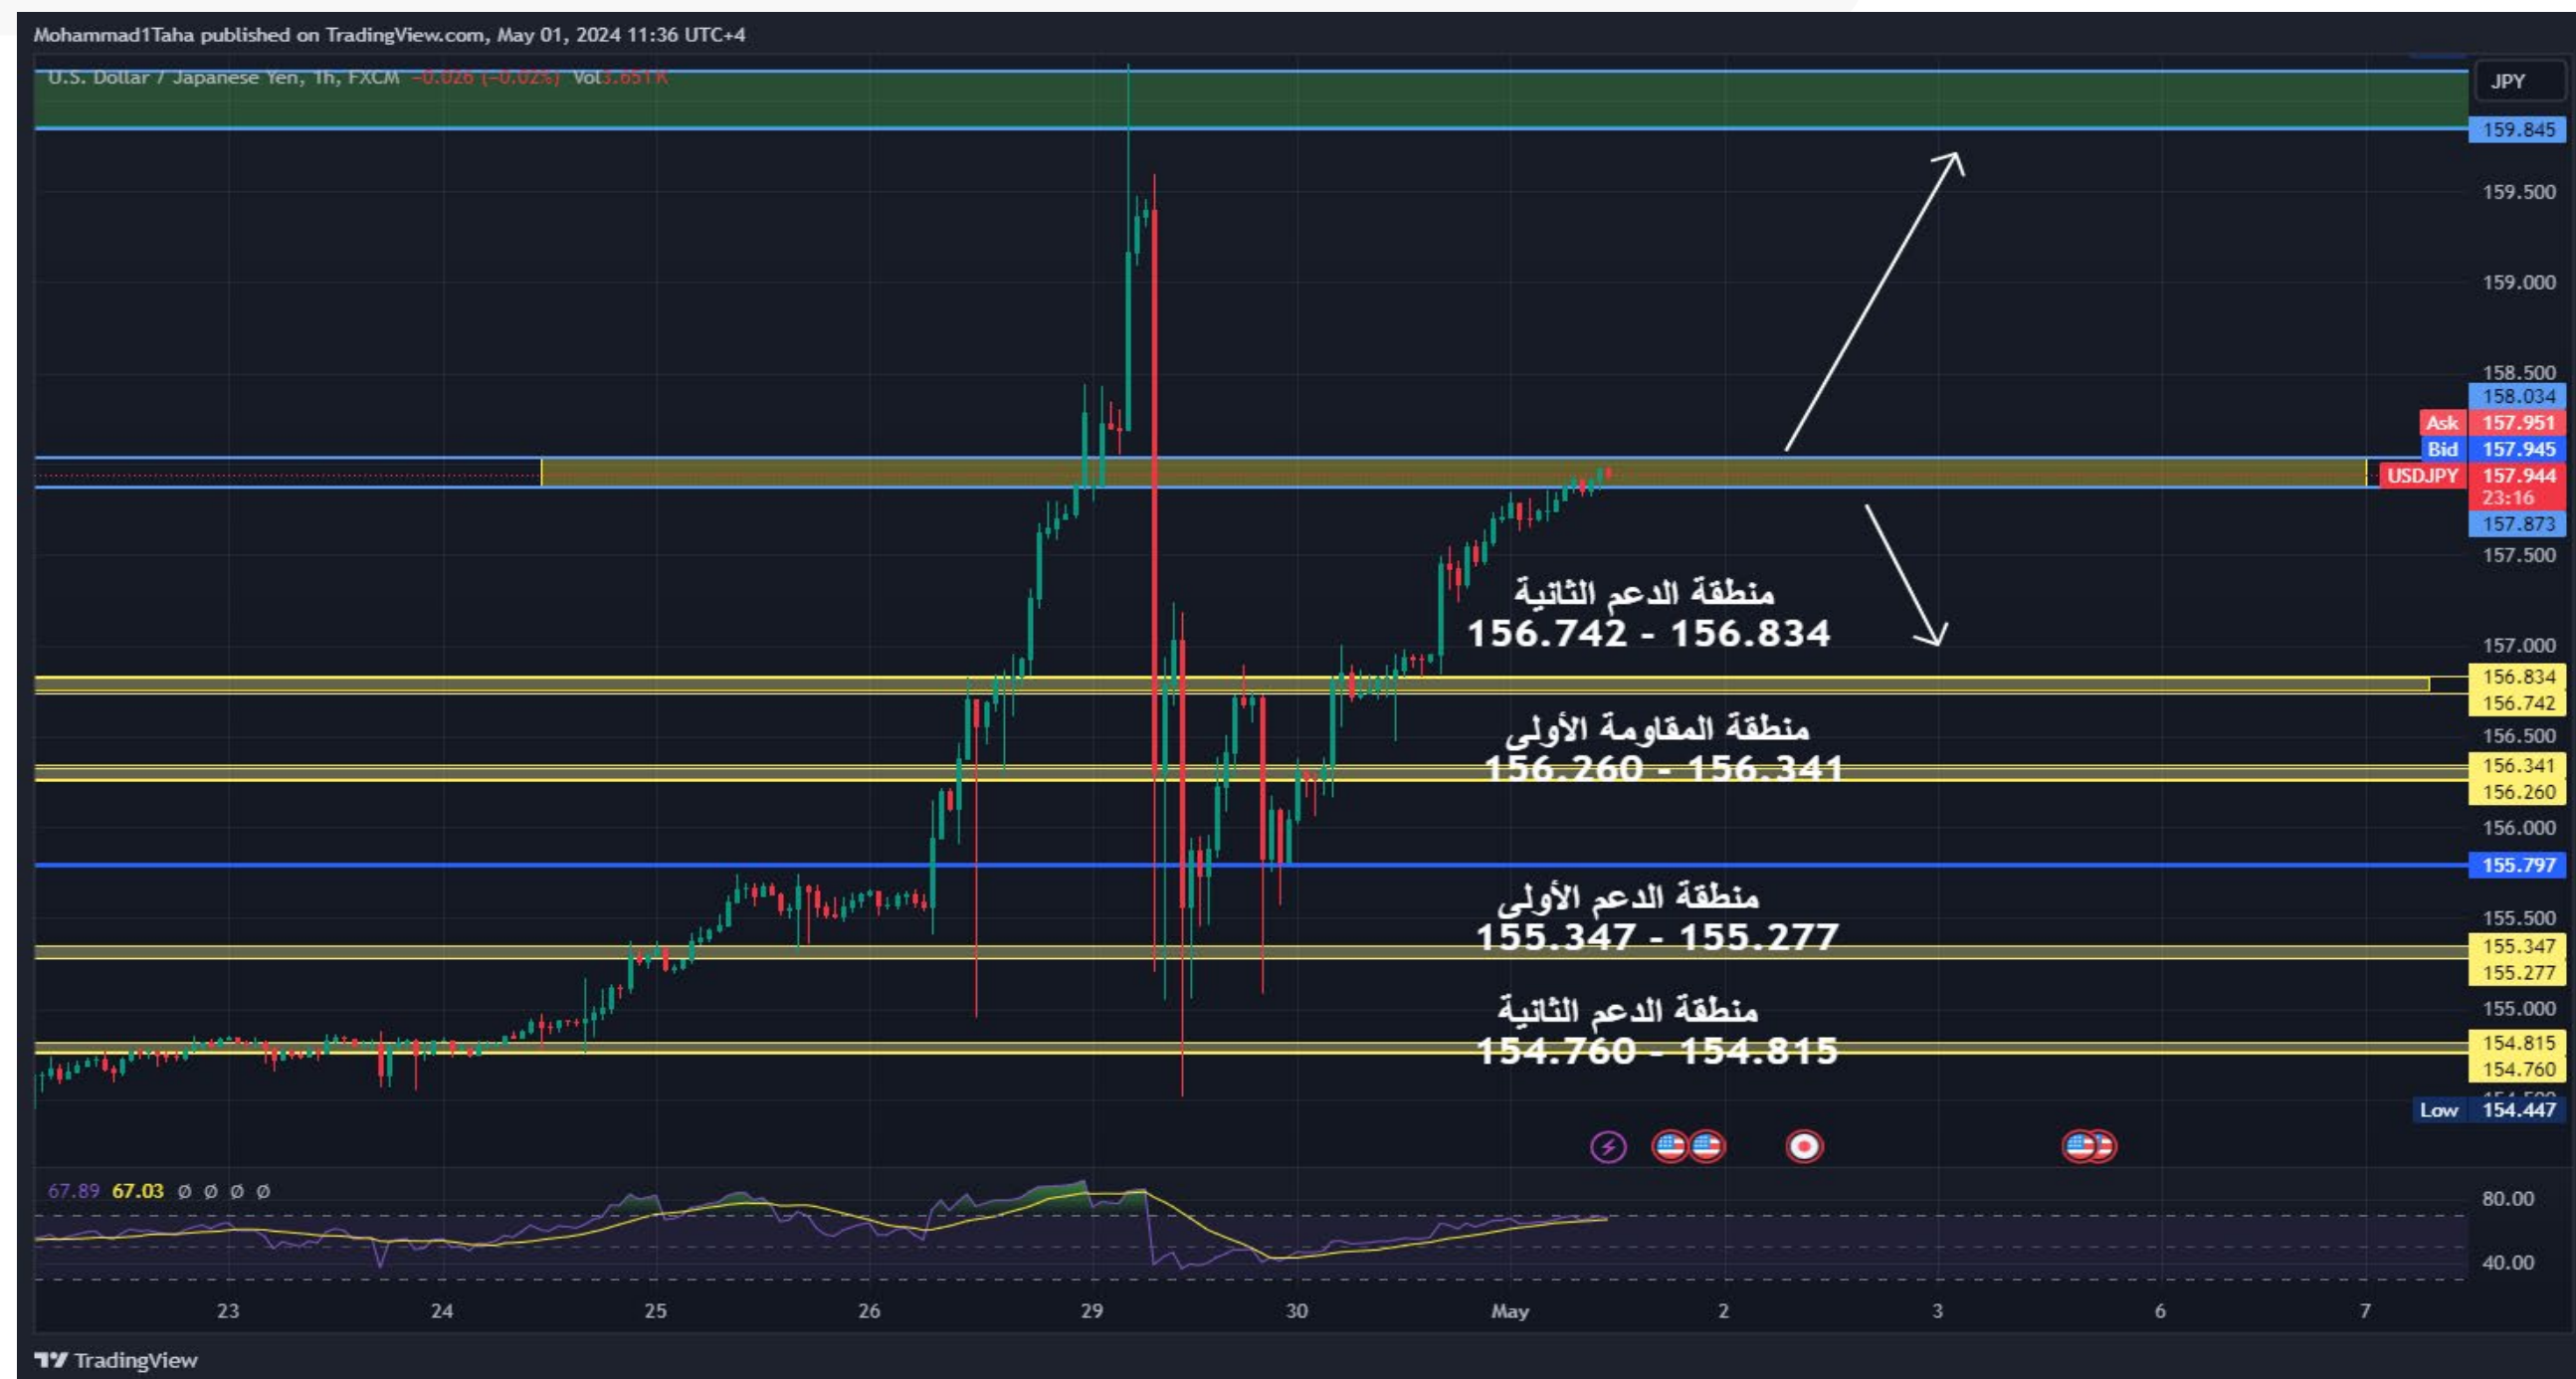 Mohammad1Taha published on TradingView.com, May 01, 2024 11:36 UTC+4
U.S. Dollar / Japanese Yen, 1h, FXCM −0.026 (−0.02%) Vol3.651K
JPY
159.845
159.500
159.000
158.500
158.034
Ask 157.951
Bid 157.945
USDJPY 157.944
23:16
157.873
157.500
منطقة الدعم الثانية
156.742 - 156.834
157.000
156.834
156.742
منطقة المقاومة الأولى
156.260 - 156.341
156.500
156.341
156.260
156.000
155.797
منطقة الدعم الأولى
155.347 - 155.277
155.500
155.347
155.277
منطقة الدعم الثانية
154.760 - 154.815
155.000
154.815
154.760
Low 154.447
67.89 67.03 Ø Ø Ø Ø
80.00
40.00
23 24 25 26 29 30 May 2 3 6 7
TradingView